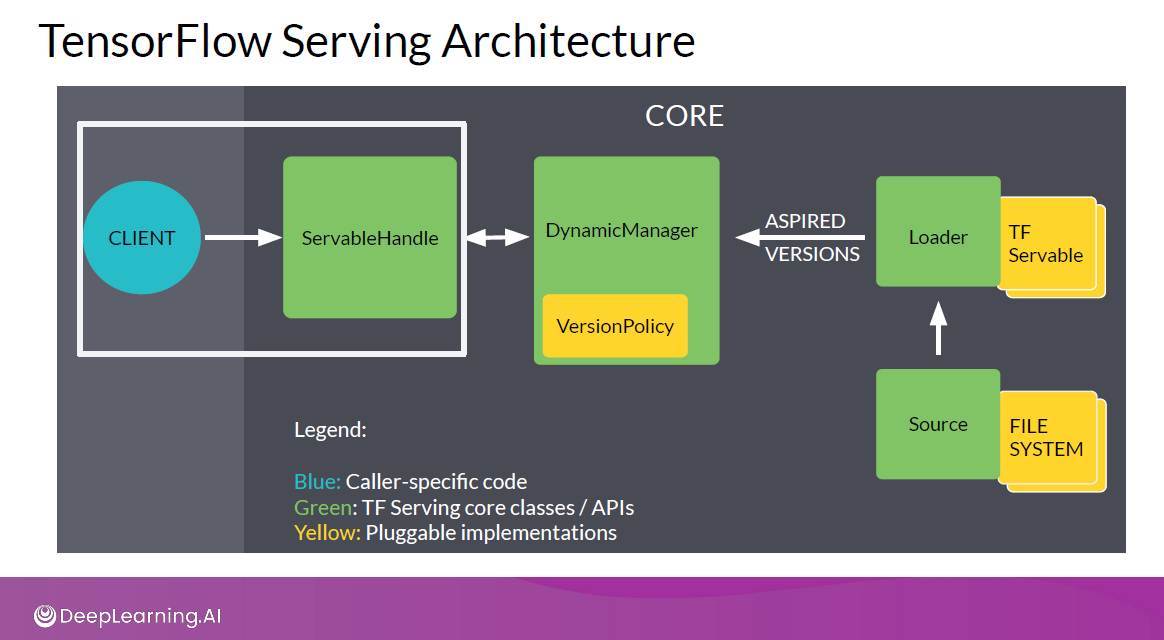 TensorFlow Serving Architecture
CORE
CLIENT
ServableHandle
DynamicManager
VersionPolicy
ASPIRED
VERSIONS
Loader
TF
Servable
Source
FILE
SYSTEM
Legend:
Blue: Caller-specific code
Green: TF Serving core classes / APIs
Yellow: Pluggable implementations
DeepLearning.AI